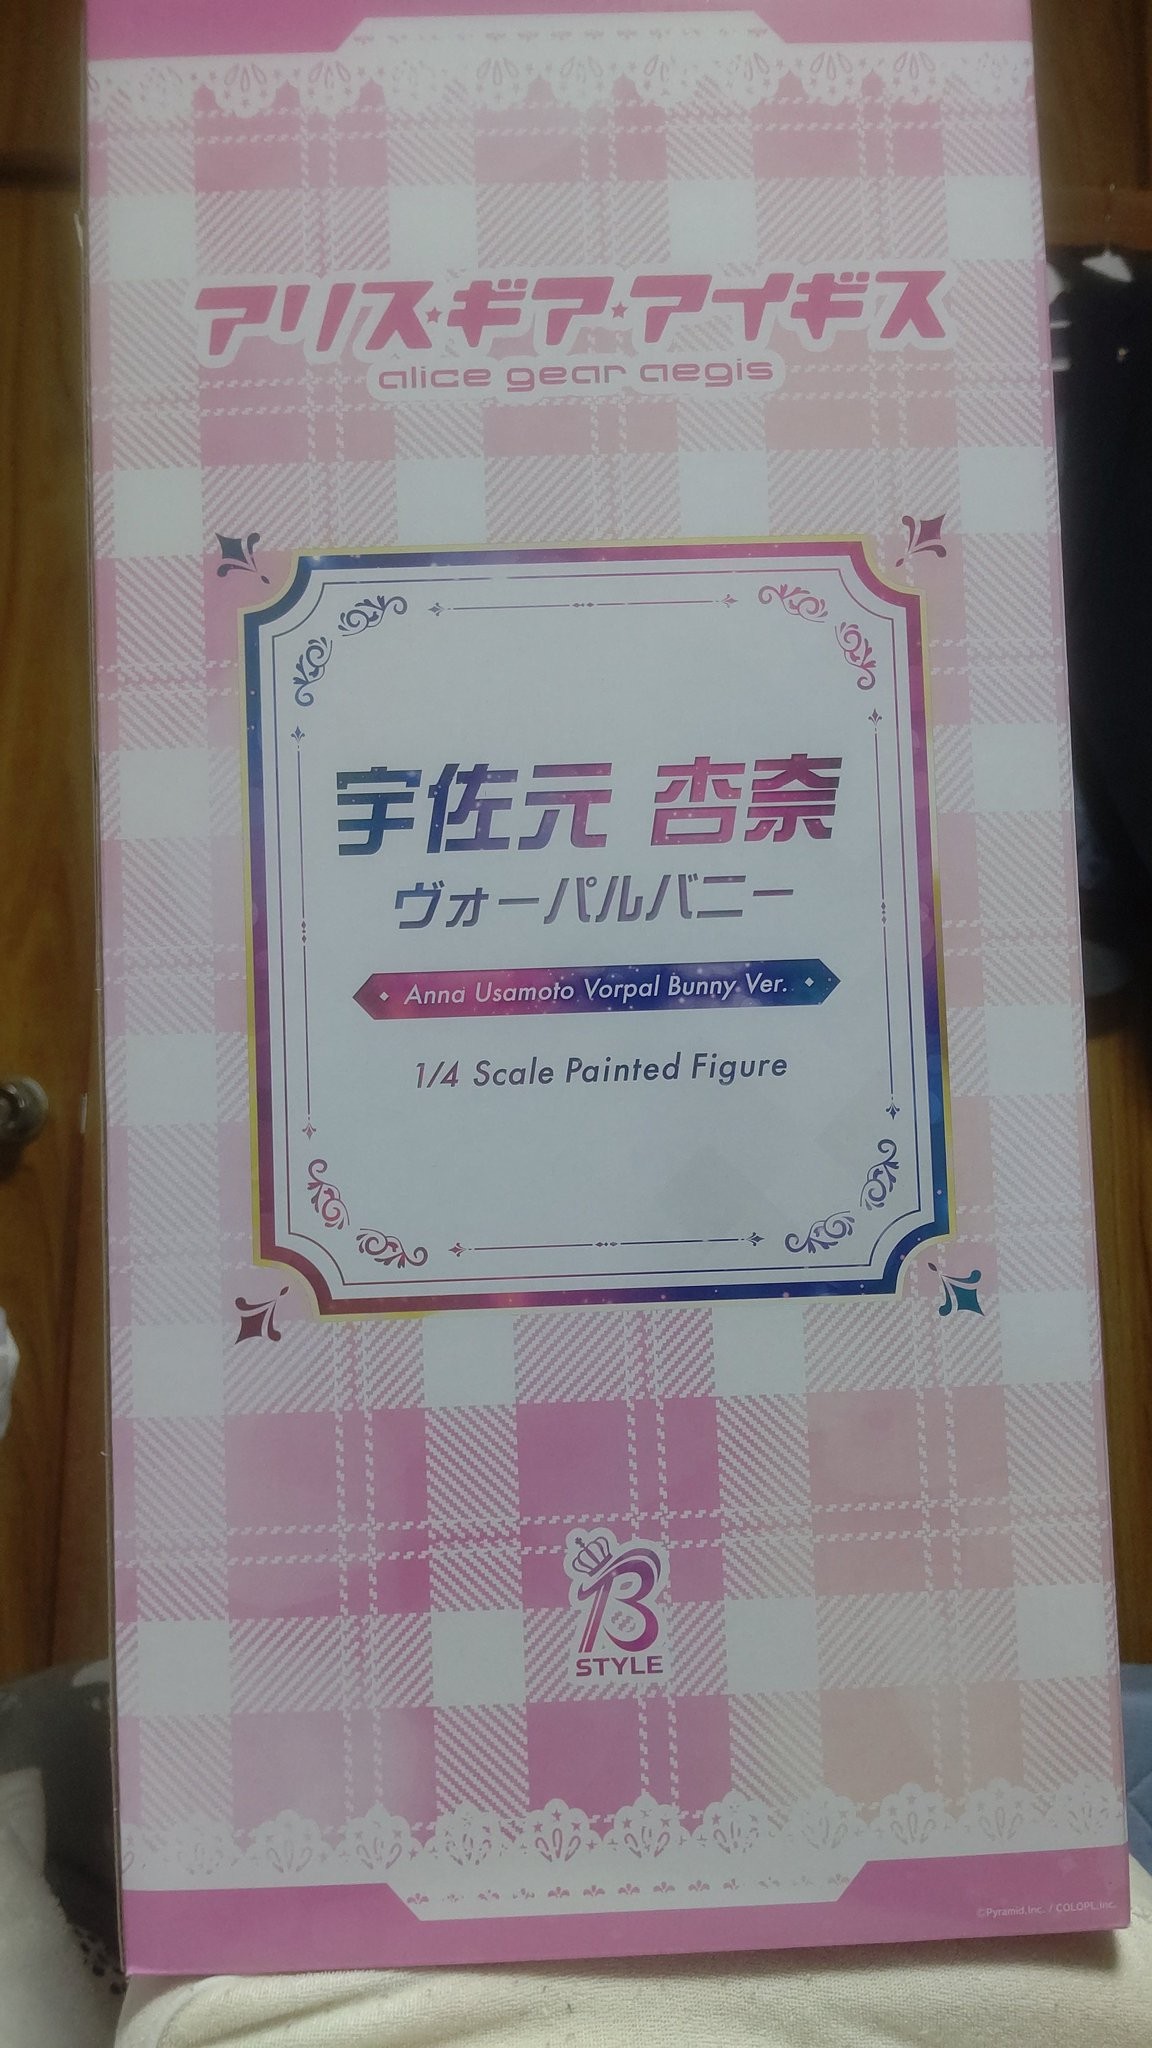 アリス★ギア★アイギス
alice gear aegis
宇佐元 杏奈
ヴォーパルバニー
Anna Usamoto Vorpal Bunny Ver.
1/4 Scale Painted Figure
B
STYLE
©Pyramid,Inc. / COLOPL,Inc.